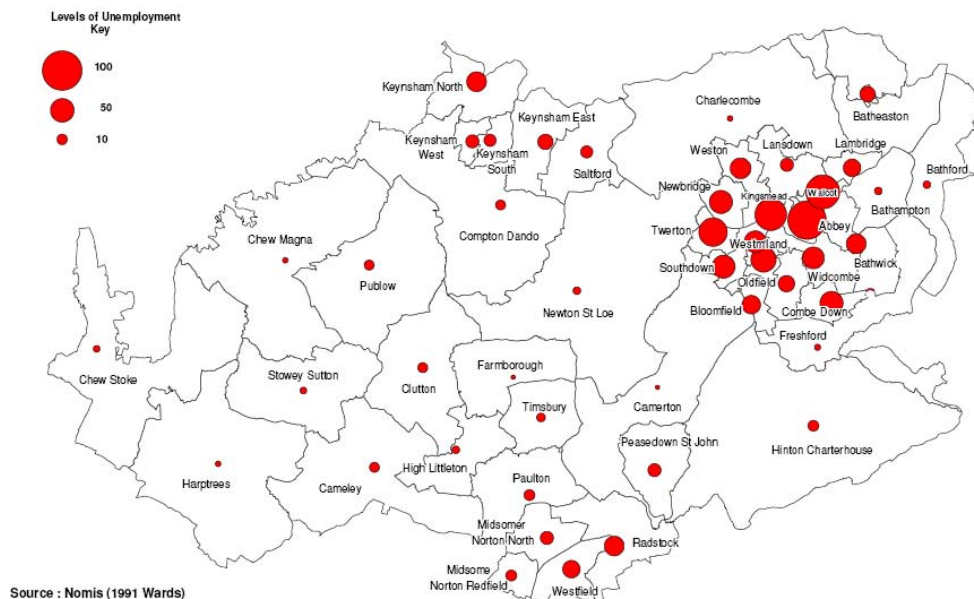 Levels of Unemployment
Key
100
50
10
Keynsham North
Keynsham East
Keynsham
West
Keynsham
South
Saltford
Charlecombe
Batheaston
Weston
Lansdown
Lambridge
Bathford
Newbridge
Kingsmead
Walcot
Bathampton
Twerton
Abbey
Westmland
Southdown
Oldfield
Widcombe
Bathwick
Bloomfield
Combe Down
Freshford
Compton Dando
Chew Magna
Publow
Newton St Loe
Chew Stoke
Stowey Sutton
Clutton
Farmborough
Timsbury
Camerton
Peasedown St John
Hinton Charterhouse
Harptrees
Cameley
High Littleton
Paulton
Midsomer
Norton North
Radstock
Midsome
Norton Redfield
Westfield
Source : Nomis (1991 Wards)